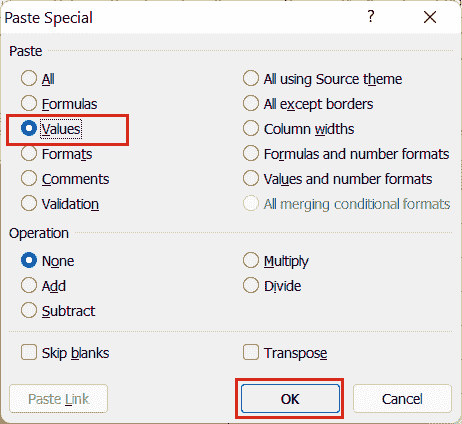 Paste Special ? ×
Paste
All All using Source theme
Formulas All except borders
Values Column widths
Formats Formulas and number formats
Comments Values and number formats
Validation All merging conditional formats
Operation
None Multiply
Add Divide
Subtract
Skip blanks Transpose
Paste Link OK Cancel